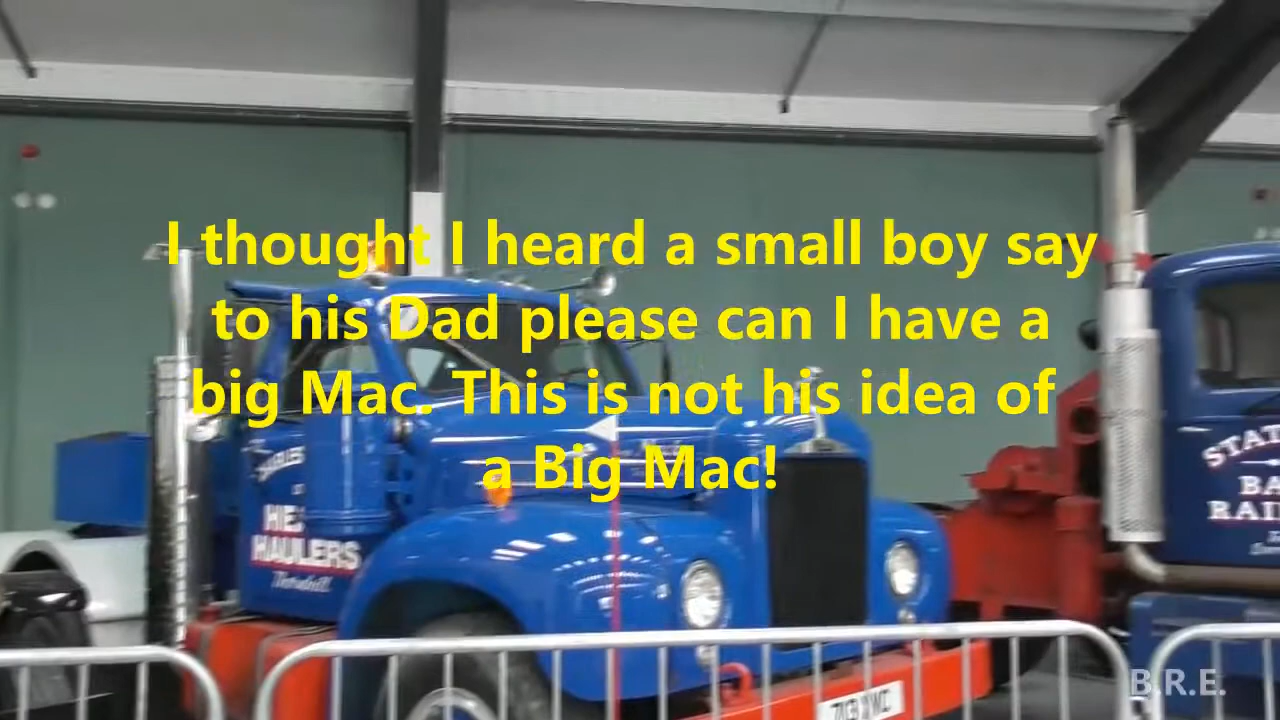 I thought I heard a small boy say
to his Dad please can I have a
big Mac. This is not his idea of
a Big Mac!
HAULERS
B.R.E.